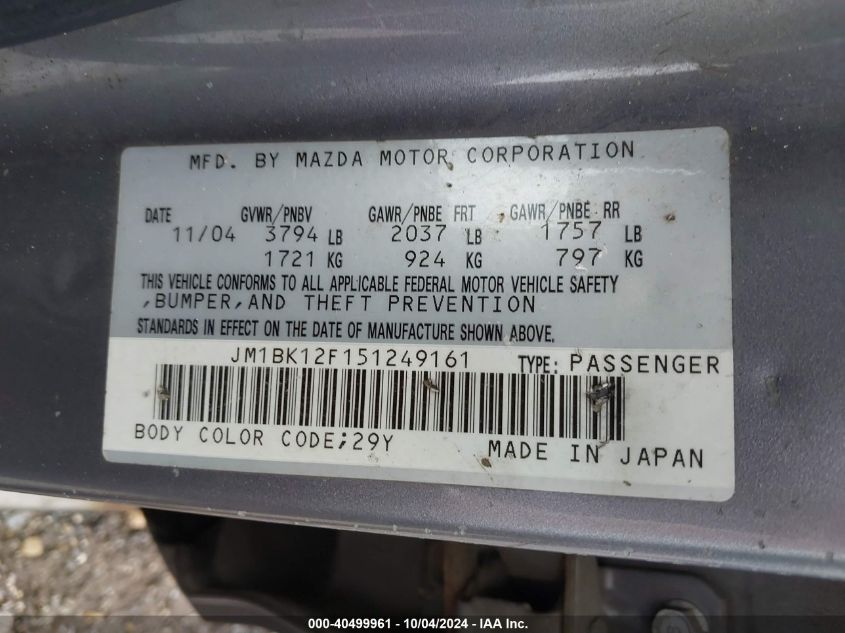 MFD. BY MAZDA MOTOR CORPORATION
DATE GVWR/PNBV GAWR/PNBE FRT GAWR/PNBE RR
11/04 3794 LB 2037 LB 1757 LB
1721 KG 924 KG 797 KG
THIS VEHICLE CONFORMS TO ALL APPLICABLE FEDERAL MOTOR VEHICLE SAFETY
,BUMPER,AND THEFT PREVENTION
STANDARDS IN EFFECT ON THE DATE OF MANUFACTURE SHOWN ABOVE.
JM1BK12F151249161 TYPE: PASSENGER
BODY COLOR CODE;29Y MADE IN JAPAN
000-40499961 - 10/04/2024 - IAA Inc.